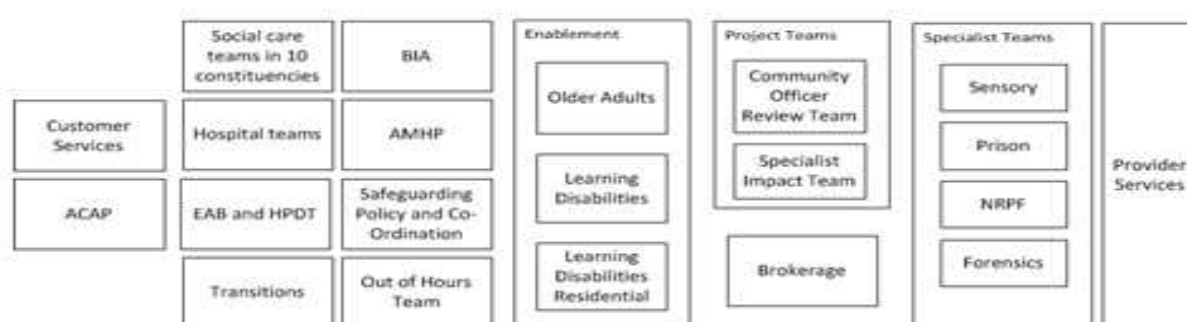 Customer
Services
ACAP
Social care
teams in 10
constituencies
Hospital teams
EAB and HPDT
Transitions
BIA
AMHP
Safeguarding
Policy and Co-
Ordination
Out of Hours
Team
Enablement
Older Adults
Learning
Disabilities
Learning
Disabilities
Residential
Project Teams
Community
Officer
Review Team
Specialist
Impact Team
Brokerage
Specialist Teams
Sensory
Prison
NRPF
Forensics
Provider
Services